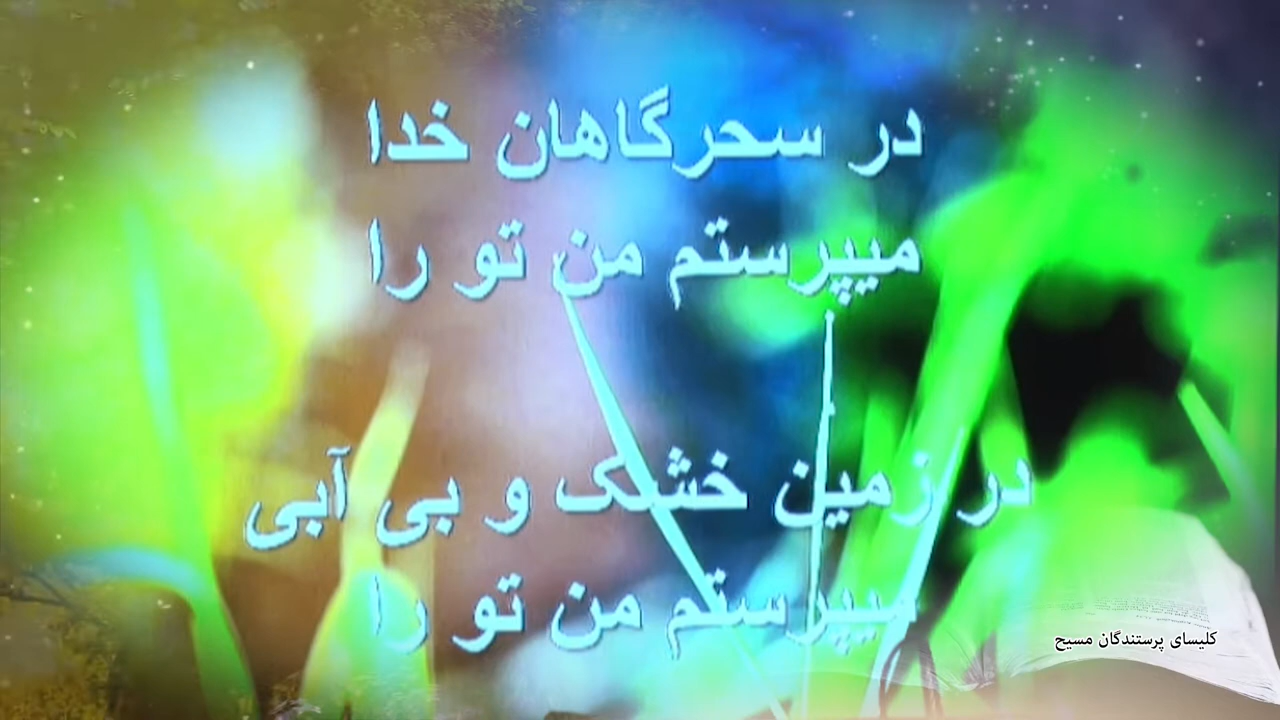 در سحرگاهان خدا
میپرستم من تو را
در زمین خشک و بی آبی
میپرستم من تو را
کلیسای پرستندگان مسیح